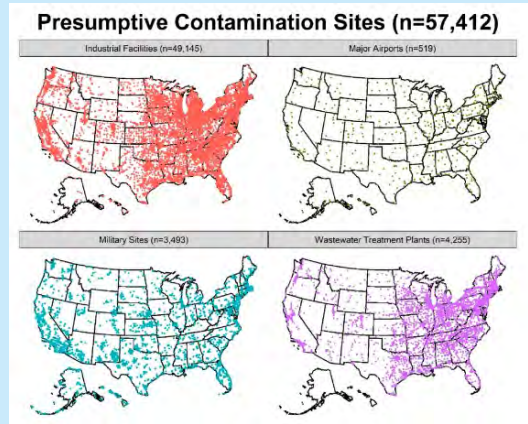 Presumptive Contamination Sites (n=57,412)
Industrial Facilities (n=49,145)
Major Airports (n=519)
Military Sites (n=3,493)
Wastewater Treatment Plants (n=4,255)